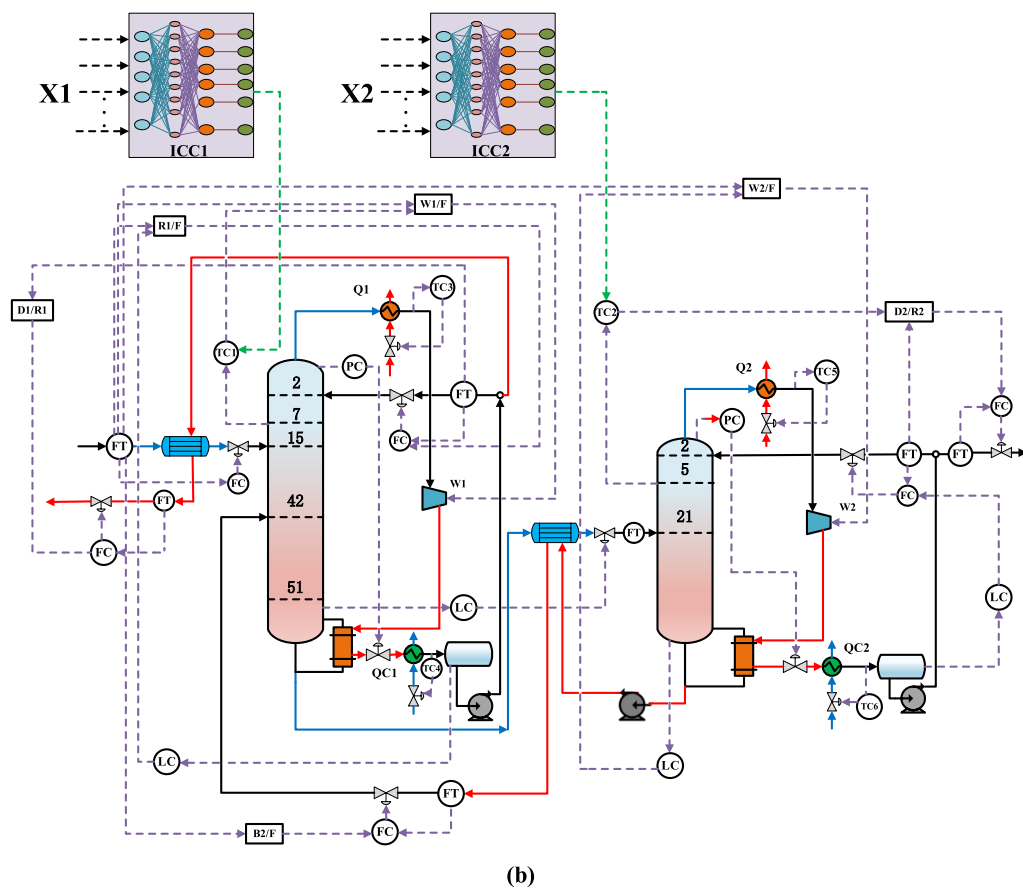 X1
ICC1
X2
ICC2
W2/F
W1/F
R1/F
D1/R1
Q1
TC3
TC2
D2/R2
TC1
PC
2
FT
Q2
TC5
FC
7
PC
FT
15
FC
2
FT
FT
5
FC
FC
W1
42
FT
W2
21
FT
FC
51
LC
LC
QC1
TC4
QC2
TC6
LC
LC
FT
B2/F
FC
(b)